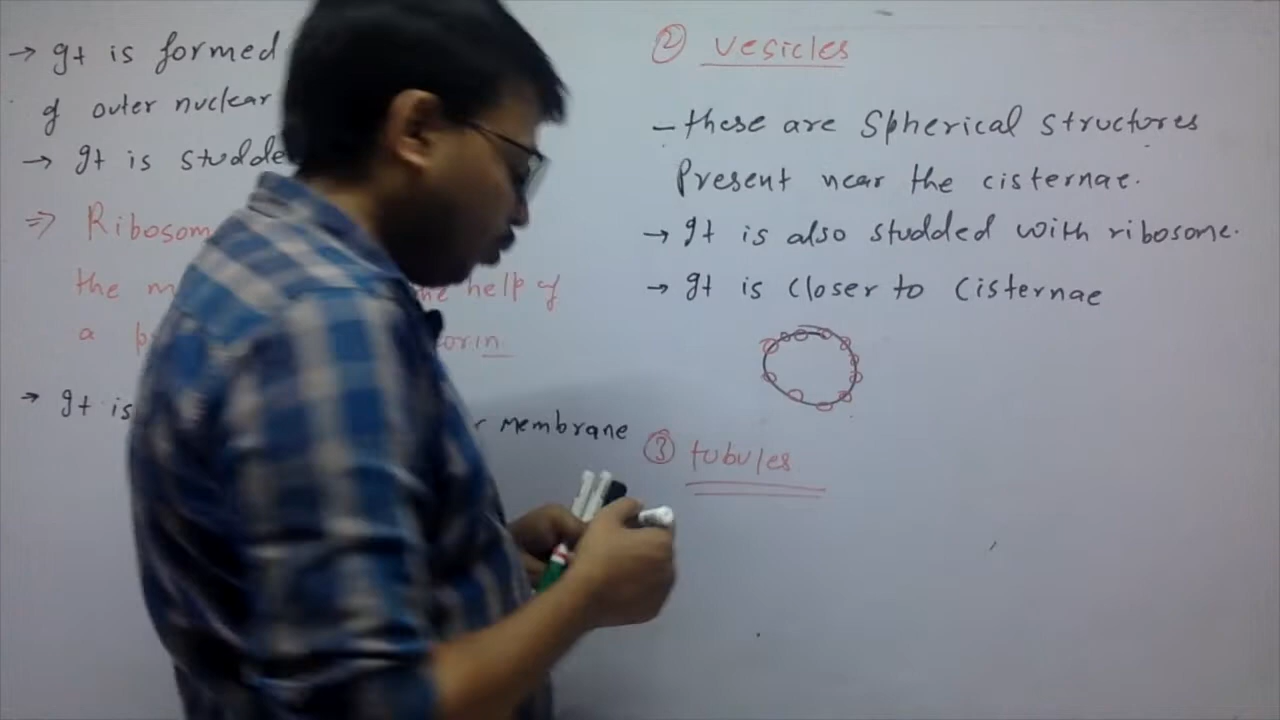 → It is formed
of outer nuclear
→ It is studde
⇒ Ribosom
the m he help of
a p orin
→ It is membrane
② Vesicles
– these are Spherical Structures
Present near the cisternae.
→ It is also studded with ribosome.
→ It is closer to Cisternae
③ tubules